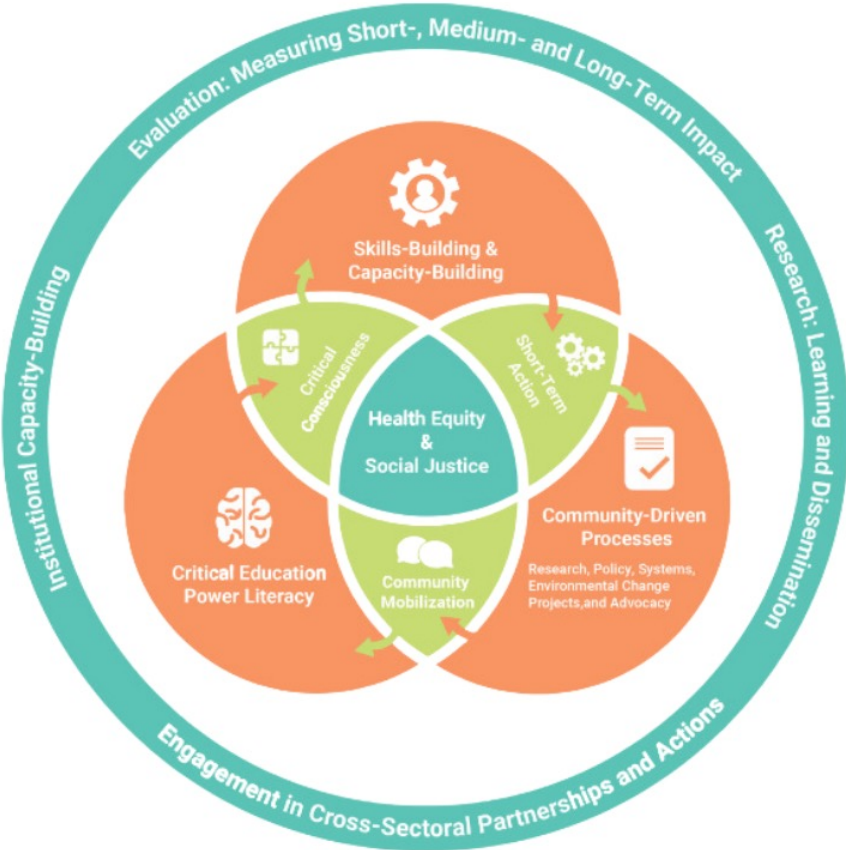 Evaluation: Measuring Short-, Medium- and Long-Term Impact
Research: Learning and Dissemination
Institutional Capacity-Building
Skills-Building &
Capacity-Building
Critical
Consciousness
Short-Term
Action
Health Equity
&
Social Justice
Critical Education
Power Literacy
Community
Mobilization
Community-Driven
Processes
Research, Policy, Systems,
Environmental Change
Projects,and Advocacy
Engagement in Cross-Sectoral Partnerships and Actions